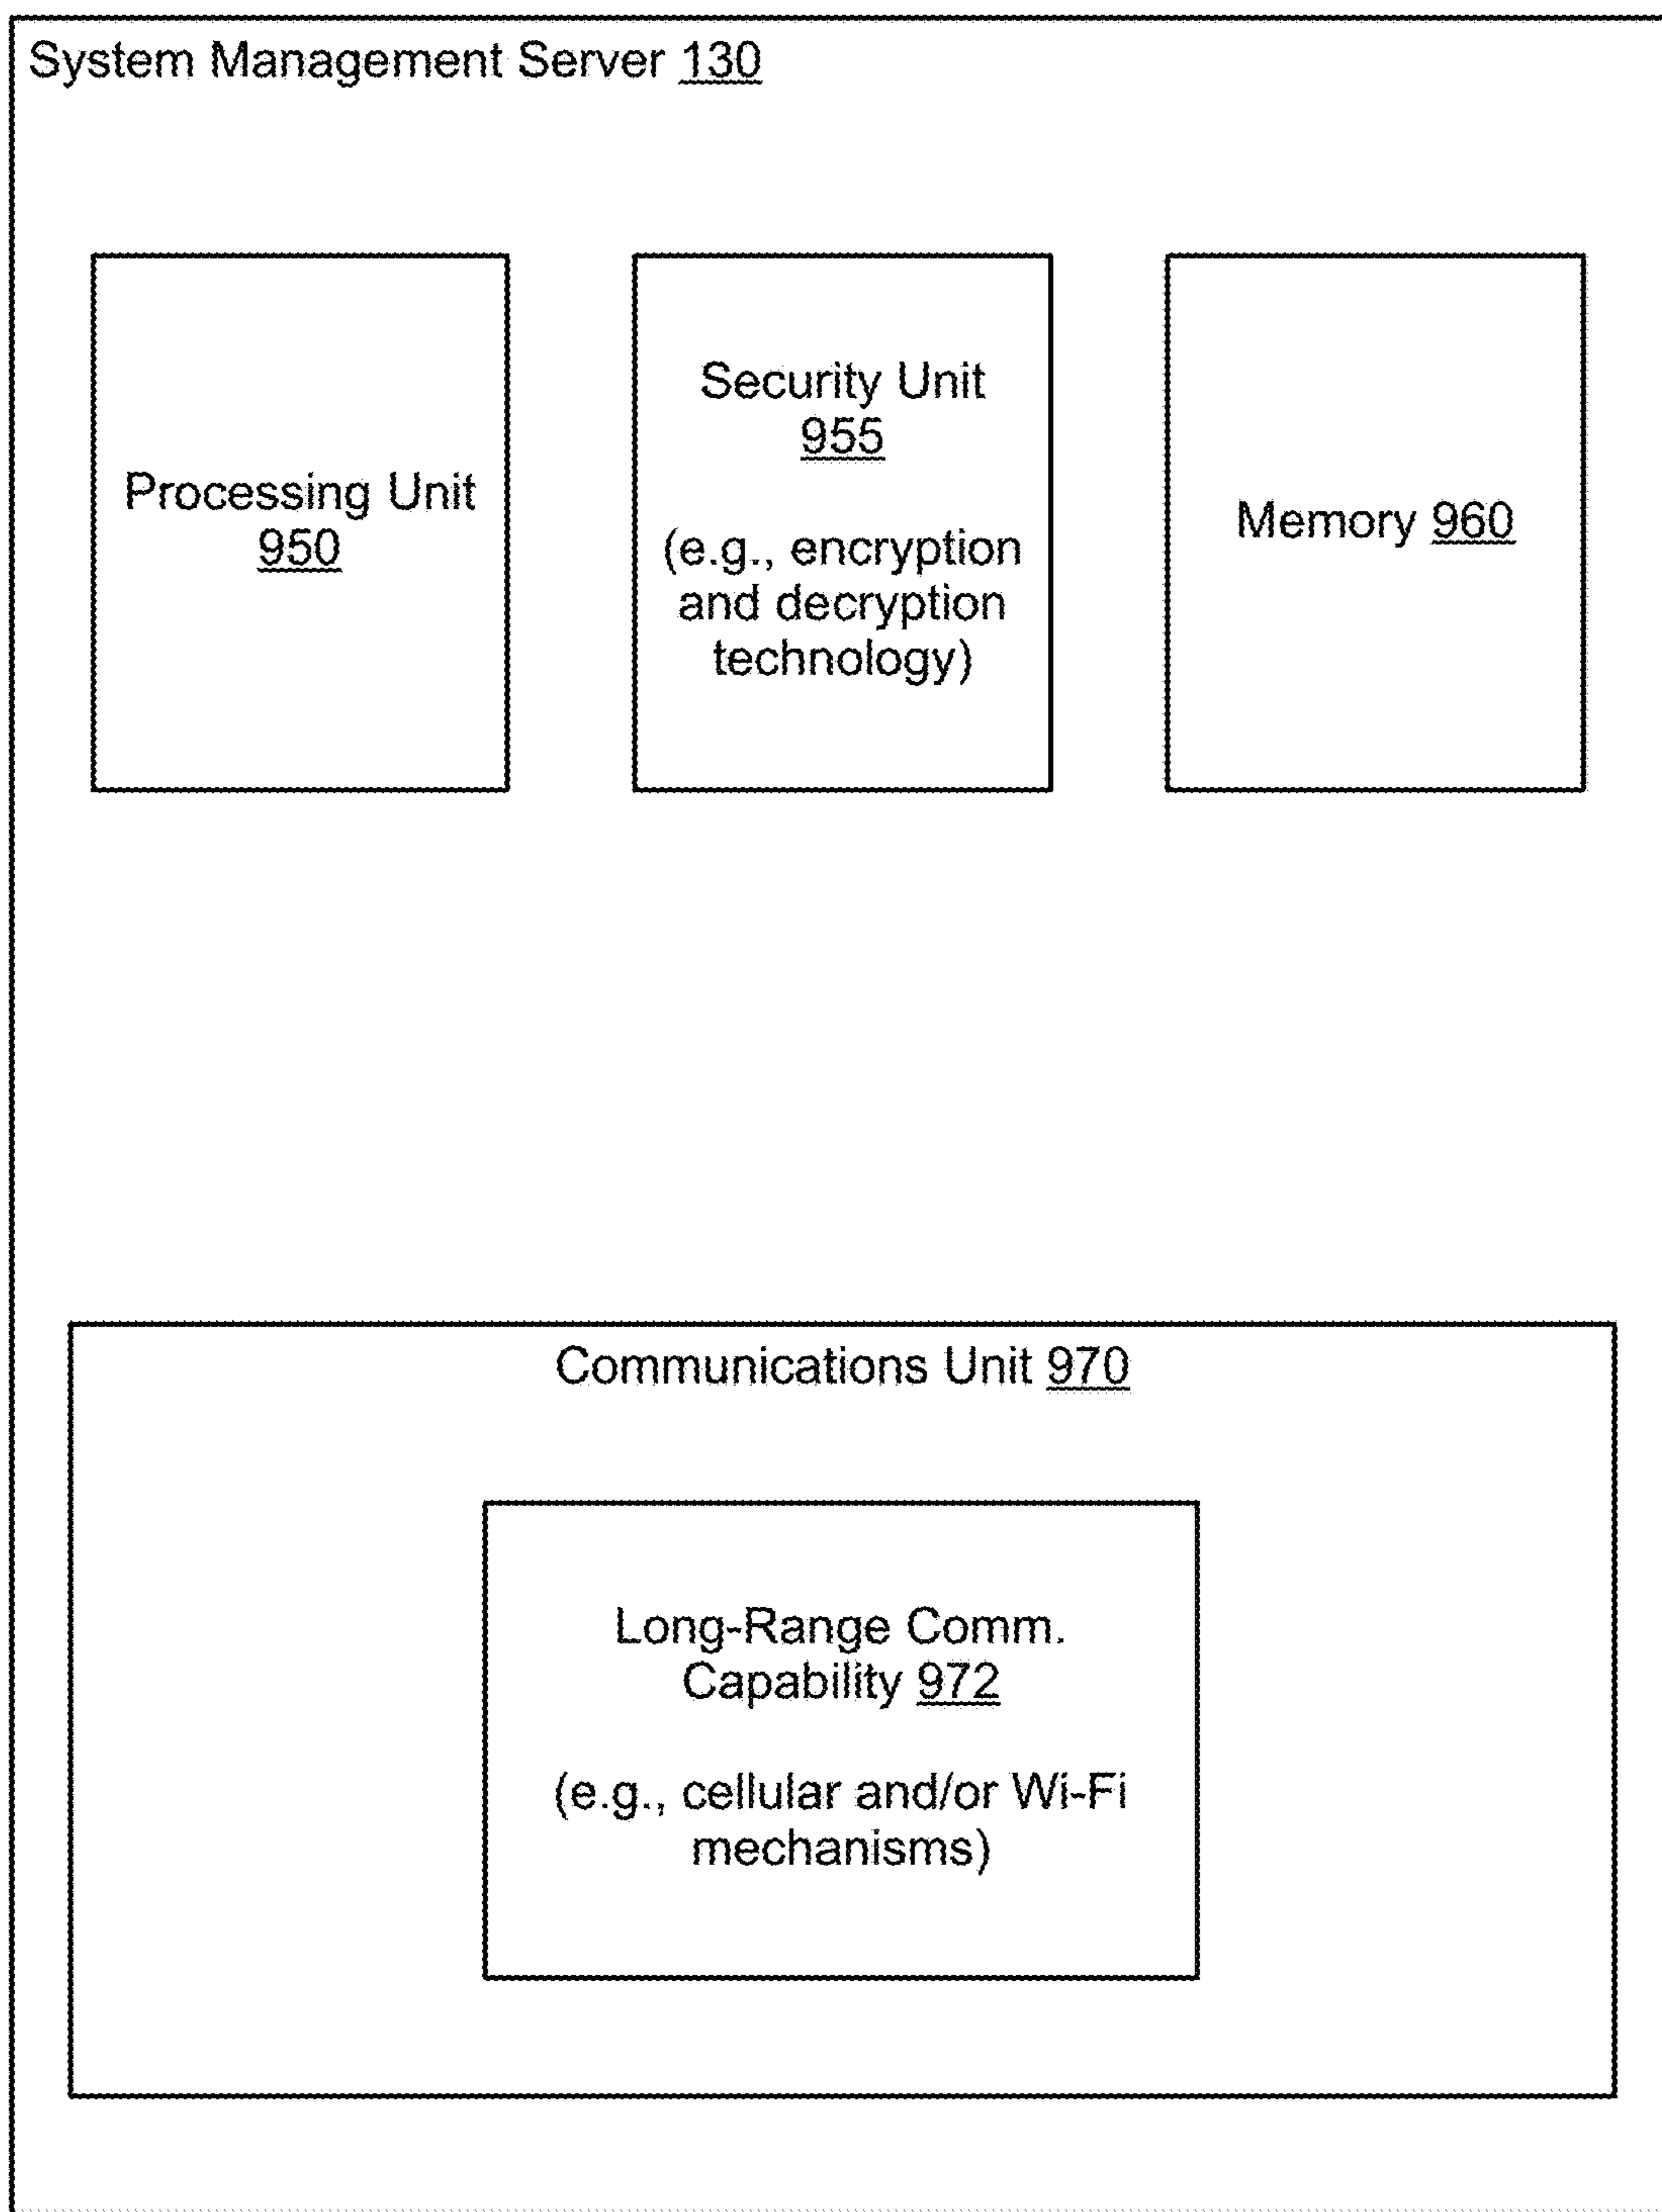 System Management Server 130
Processing Unit
950
Security Unit
955
(e.g., encryption
and decryption
technology)
Memory 960
Communications Unit 970
Long-Range Comm.
Capability 972
(e.g., cellular and/or Wi-Fi
mechanisms)